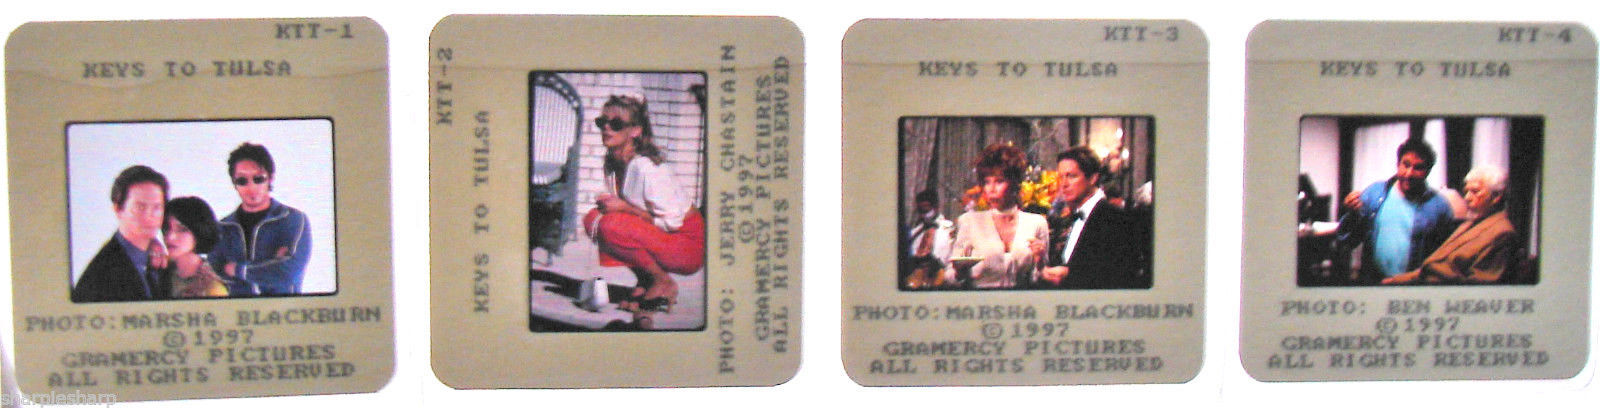 KTT-1
KEYS TO TULSA
PHOTO: MARSHA BLACKBURN
© 1997
GRAMERCY PICTURES
ALL RIGHTS RESERVED
KTT-2
KEYS TO TULSA
PHOTO: JERRY CHASTAIN
© 1997
GRAMERCY PICTURES
ALL RIGHTS RESERVED
KTT-3
KEYS TO TULSA
PHOTO: MARSHA BLACKBURN
© 1997
GRAMERCY PICTURES
ALL RIGHTS RESERVED
KTT-4
KEYS TO TULSA
PHOTO: BEN WEAVER
© 1997
GRAMERCY PICTURES
ALL RIGHTS RESERVED
sharplesharp